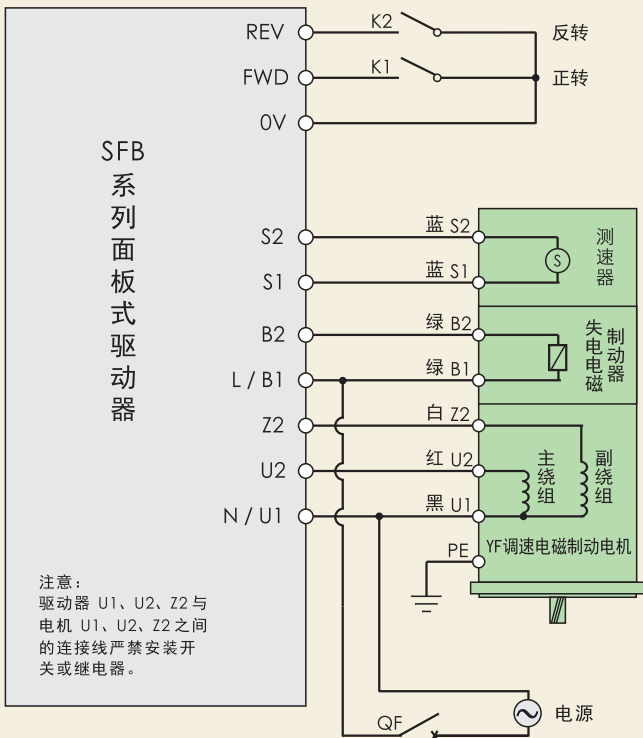 REV
K2
反转
FWD
K1
正转
0V
SFB
系列面板式驱动器
S2
蓝 S2
S
测速器
S1
蓝 S1
B2
绿 B2
失电电磁
制动器
L / B1
绿 B1
Z2
白 Z2
U2
红 U2
主绕组
副绕组
N / U1
黑 U1
PE
YF调速电磁制动电机
注意：
驱动器 U1、U2、Z2 与
电机 U1、U2、Z2 之间
的连接线严禁安装开
关或继电器。
QF
电源